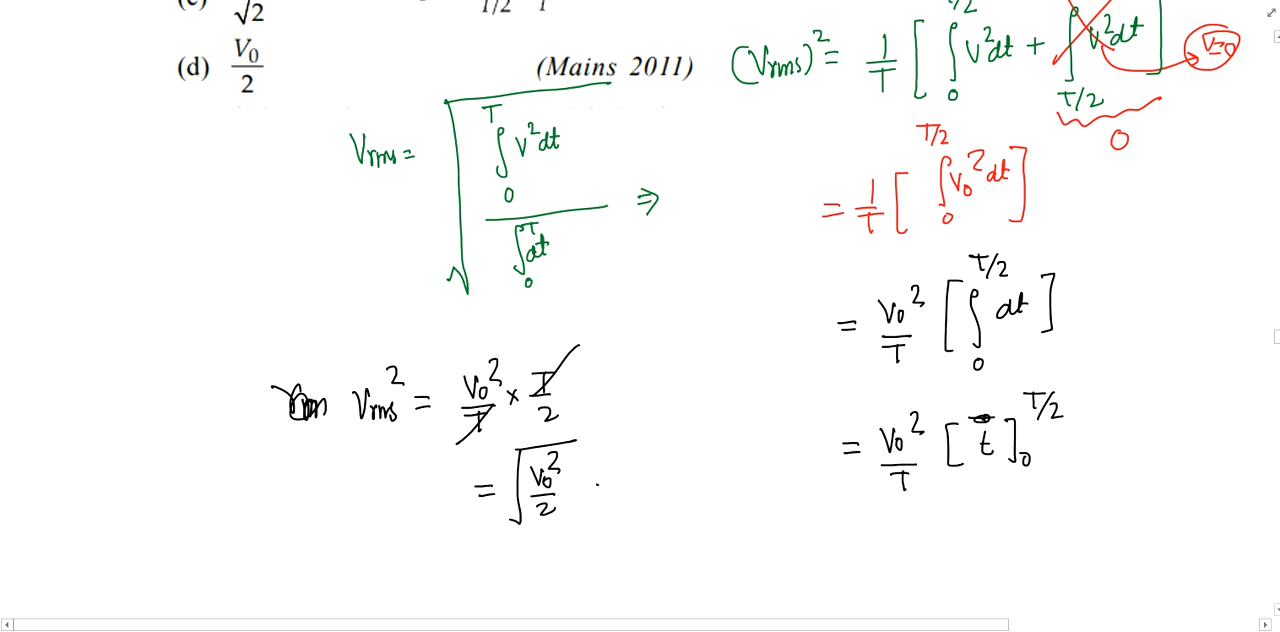 √2
1/2 T
(d) V₀/2 (Mains 2011)
(Vrms)² = 1/T [ ∫₀^{T/2} v²dt + ∫_{T/2} v²dt ] V=0
0
Vrms = √( ∫₀^T v²dt / ∫₀^T dt ) ⇒
= 1/T [ ∫₀^{T/2} V₀² dt ]
= V₀²/T [ ∫₀^{T/2} dt ]
Vrms² = V₀²/T × T/2
= V₀²/T [ t ]₀^{T/2}
= √( V₀²/2 ) .